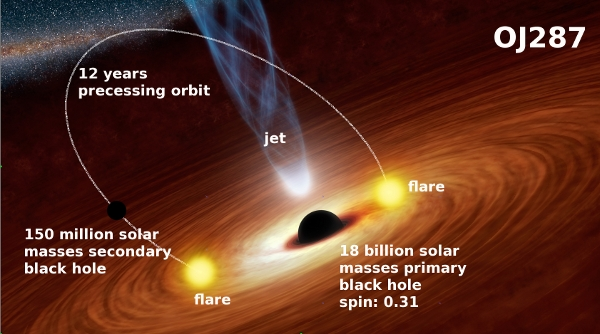 OJ287
12 years
precessing orbit
jet
flare
150 million solar
masses secondary
black hole
18 billion solar
masses primary
black hole
spin: 0.31
flare